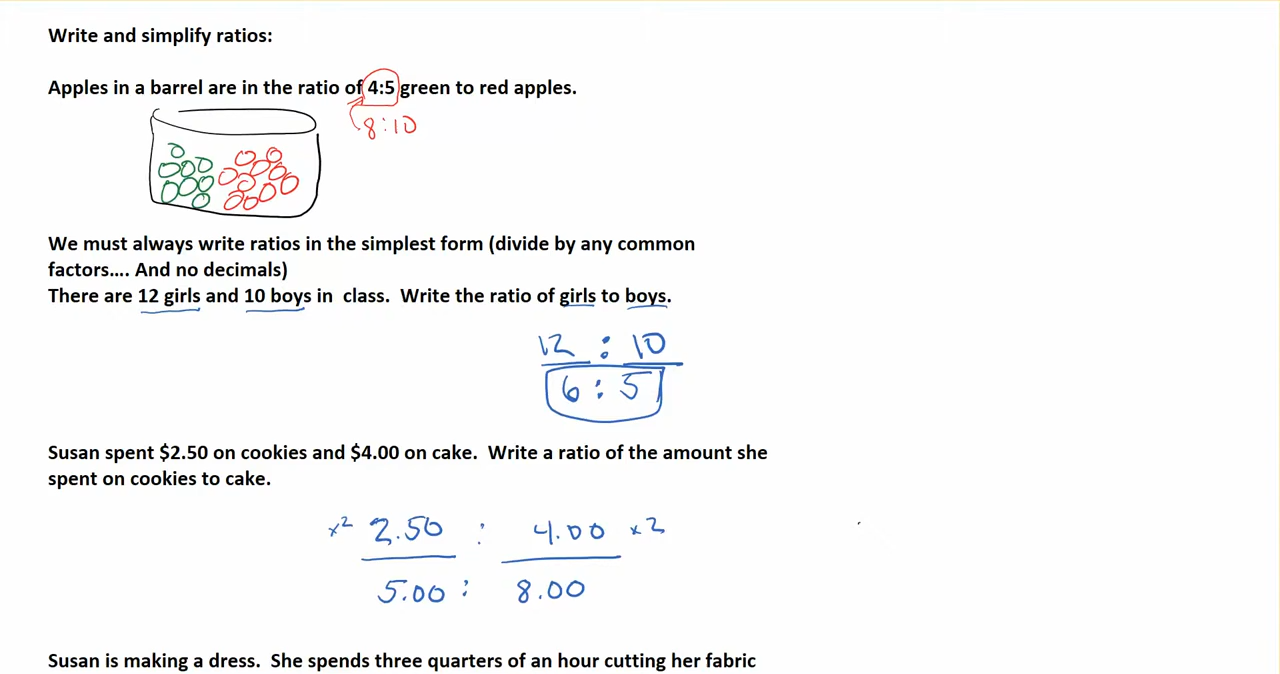 Write and simplify ratios:
Apples in a barrel are in the ratio of 4:5 green to red apples.
8:10
We must always write ratios in the simplest form (divide by any common
factors.... And no decimals)
There are 12 girls and 10 boys in class. Write the ratio of girls to boys.
12 : 10
6 : 5
Susan spent $2.50 on cookies and $4.00 on cake. Write a ratio of the amount she
spent on cookies to cake.
x2 2.50 : 4.00 x2
5.00 : 8.00
Susan is making a dress. She spends three quarters of an hour cutting her fabric